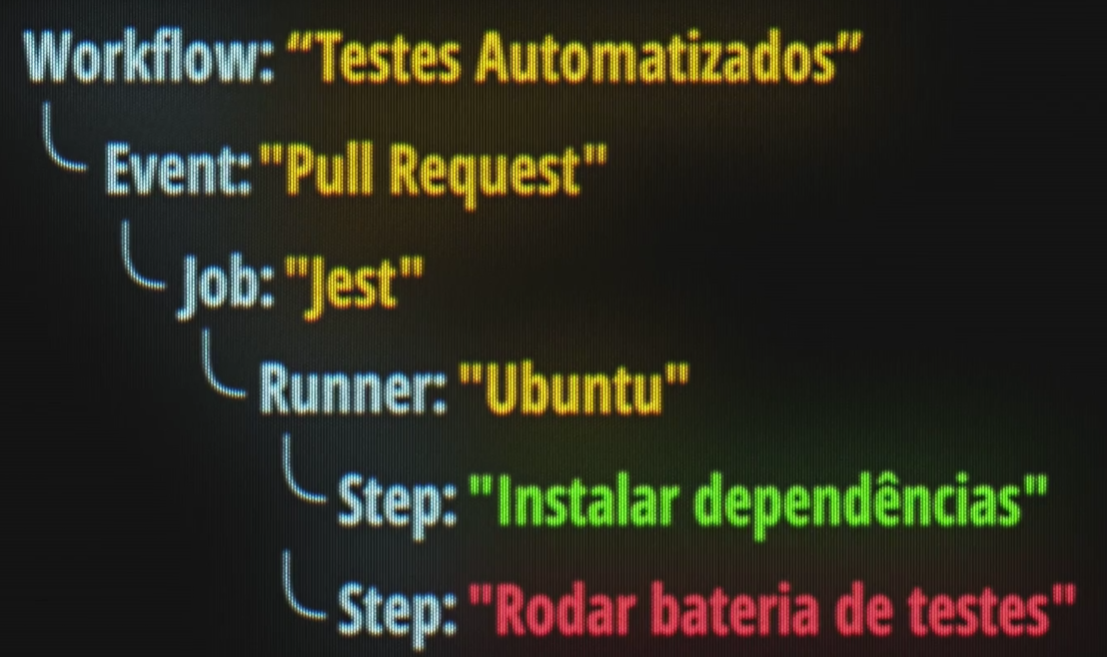 Workflow: “Testes Automatizados”
Event: "Pull Request"
Job: "Jest"
Runner: "Ubuntu"
Step: "Instalar dependências"
Step: "Rodar bateria de testes"